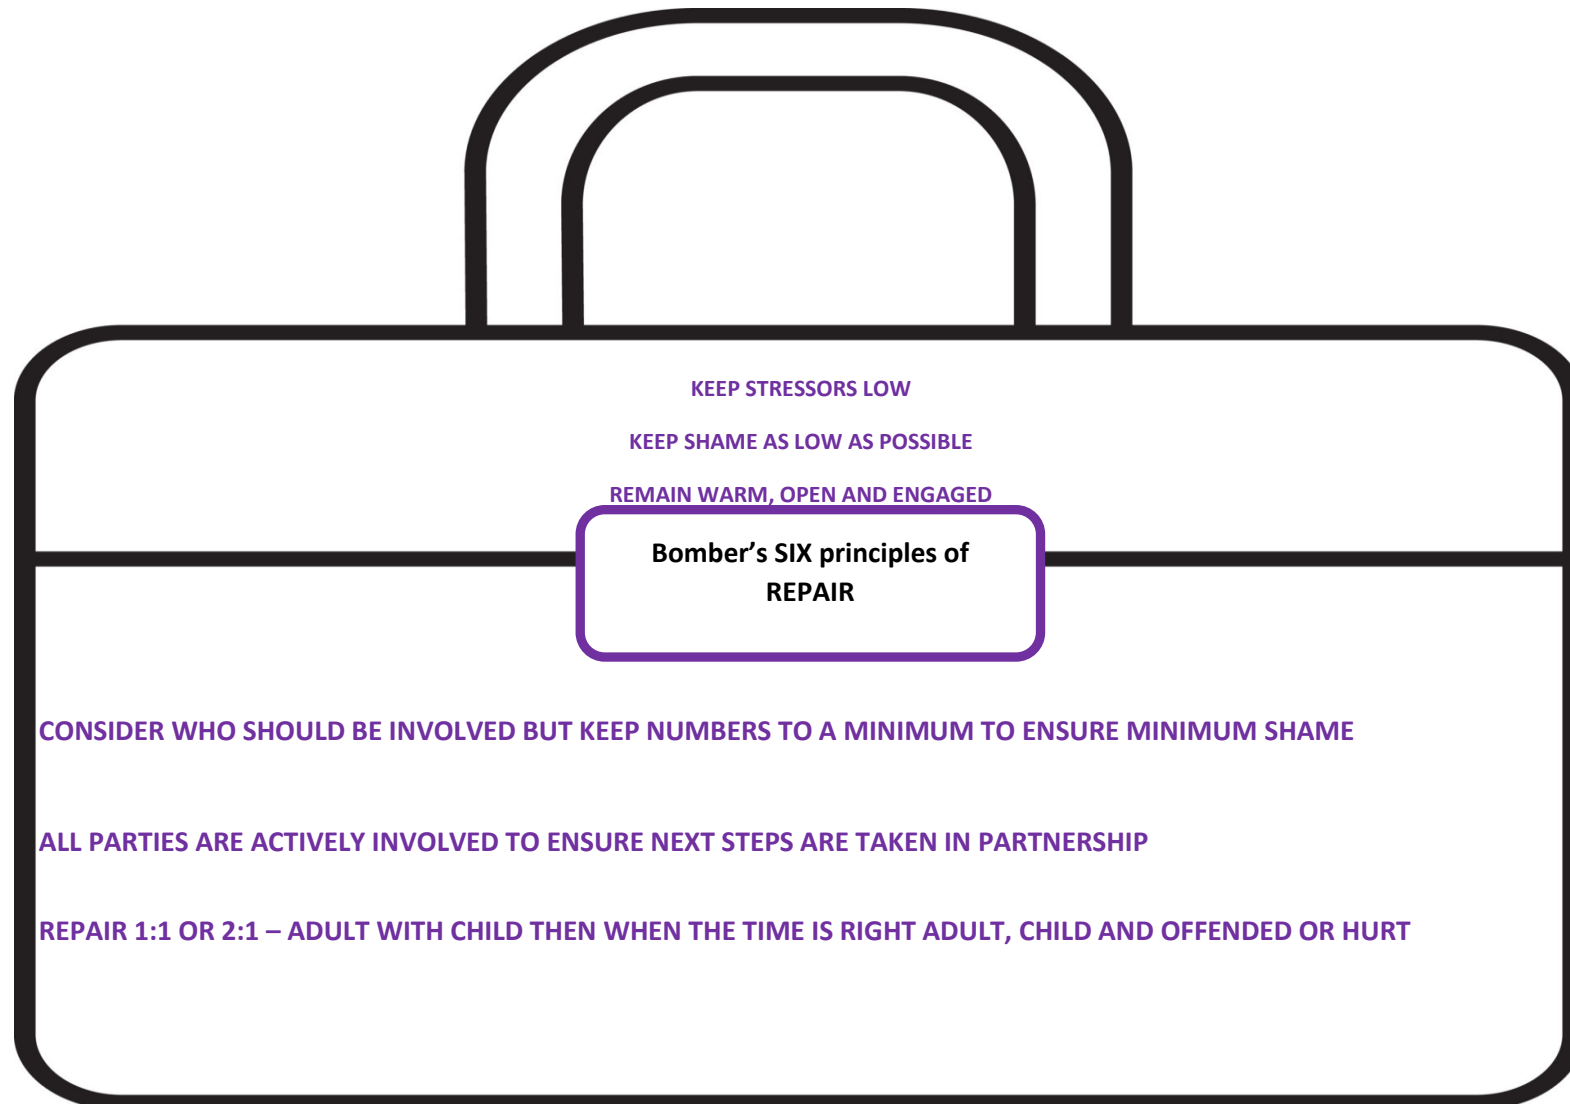 KEEP STRESSORS LOW
KEEP SHAME AS LOW AS POSSIBLE
REMAIN WARM, OPEN AND ENGAGED
Bomber’s SIX principles of
REPAIR
CONSIDER WHO SHOULD BE INVOLVED BUT KEEP NUMBERS TO A MINIMUM TO ENSURE MINIMUM SHAME
ALL PARTIES ARE ACTIVELY INVOLVED TO ENSURE NEXT STEPS ARE TAKEN IN PARTNERSHIP
REPAIR 1:1 OR 2:1 – ADULT WITH CHILD THEN WHEN THE TIME IS RIGHT ADULT, CHILD AND OFFENDED OR HURT